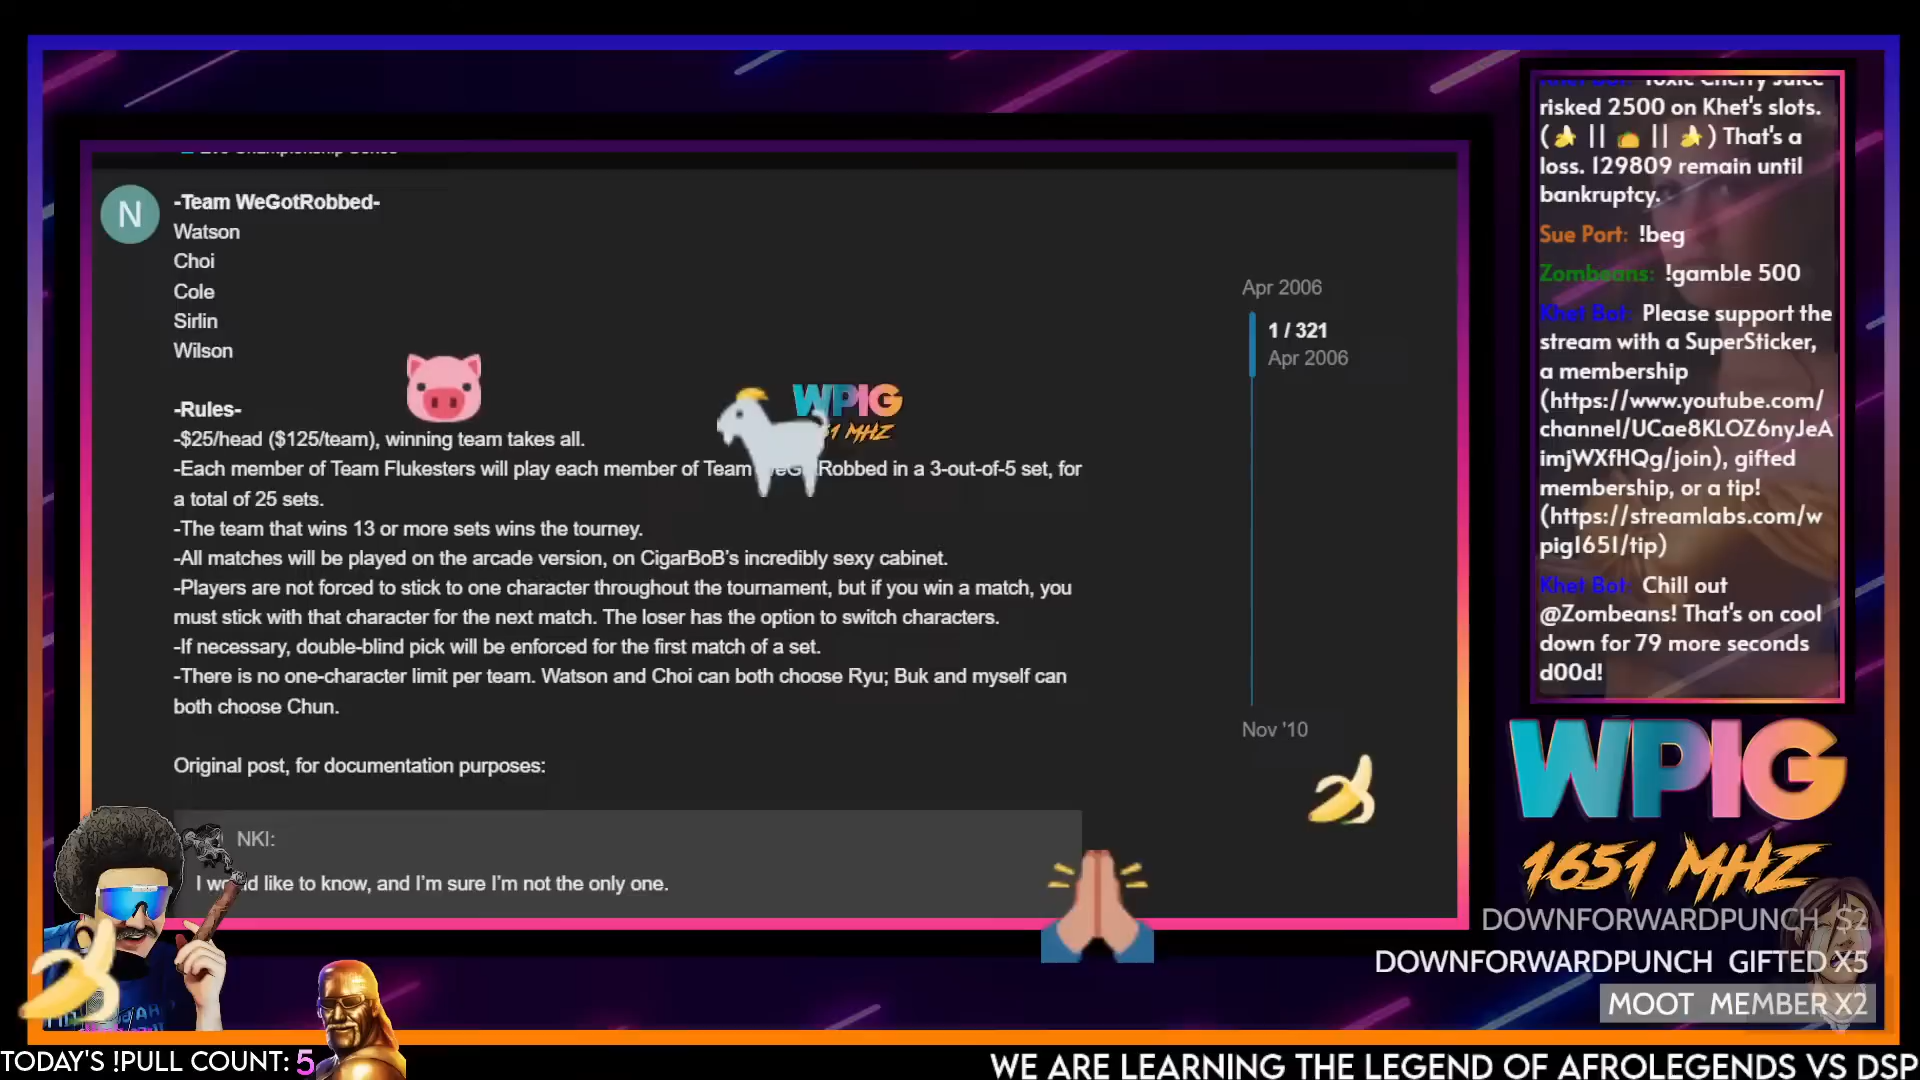 N
-Team WeGotRobbed-
Watson
Choi
Cole
Sirlin
Wilson
-Rules-
-$25/head ($125/team), winning team takes all.
-Each member of Team Flukesters will play each member of Team Robbed in a 3-out-of-5 set, for
a total of 25 sets.
-The team that wins 13 or more sets wins the tourney.
-All matches will be played on the arcade version, on CigarBoB's incredibly sexy cabinet.
-Players are not forced to stick to one character throughout the tournament, but if you win a match, you
must stick with that character for the next match. The loser has the option to switch characters.
-If necessary, double-blind pick will be enforced for the first match of a set.
-There is no one-character limit per team. Watson and Choi can both choose Ryu; Buk and myself can
both choose Chun.
Original post, for documentation purposes:
NKI:
I would like to know, and I'm sure I'm not the only one.
Apr 2006
1 / 321
Apr 2006
Nov '10
WPIG
MHZ
Khet Bot: Toxic Cherry Juice
risked 2500 on Khet's slots.
( || || ) That's a
loss. 129809 remain until
bankruptcy.
Sue Port: !beg
Zombeans: !gamble 500
Khet Bot: Please support the
stream with a SuperSticker,
a membership
(https://www.youtube.com/
channel/UCae8KLOZ6nyJeA
imjWXfHQg/join), gifted
membership, or a tip!
(https://streamlabs.com/w
pig1651/tip)
Khet Bot: Chill out
@Zombeans! That's on cool
down for 79 more seconds
d00d!
WPIG
1651 MHZ
DOWNFORWARDPUNCH $2
DOWNFORWARDPUNCH GIFTED X5
MOOT MEMBER X2
TODAY'S !PULL COUNT: 5
WE ARE LEARNING THE LEGEND OF AFROLEGENDS VS DSP